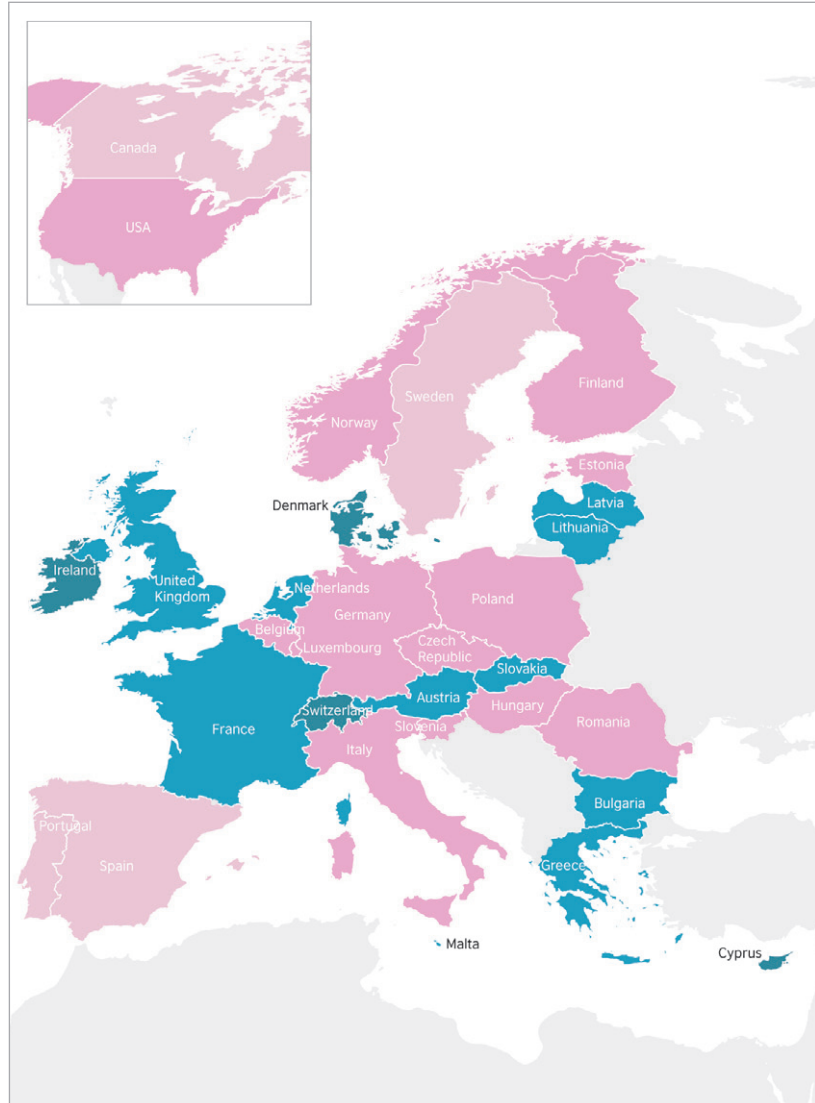 Canada
USA
Sweden
Finland
Norway
Estonia
Denmark
Latvia
Lithuania
Ireland
United
Kingdom
Netherlands
Germany
Poland
Belgium
Luxembourg
Czech
Republic
Slovakia
Austria
Switzerland
Hungary
Slovenia
Romania
France
Italy
Bulgaria
Portugal
Spain
Greece
Malta
Cyprus